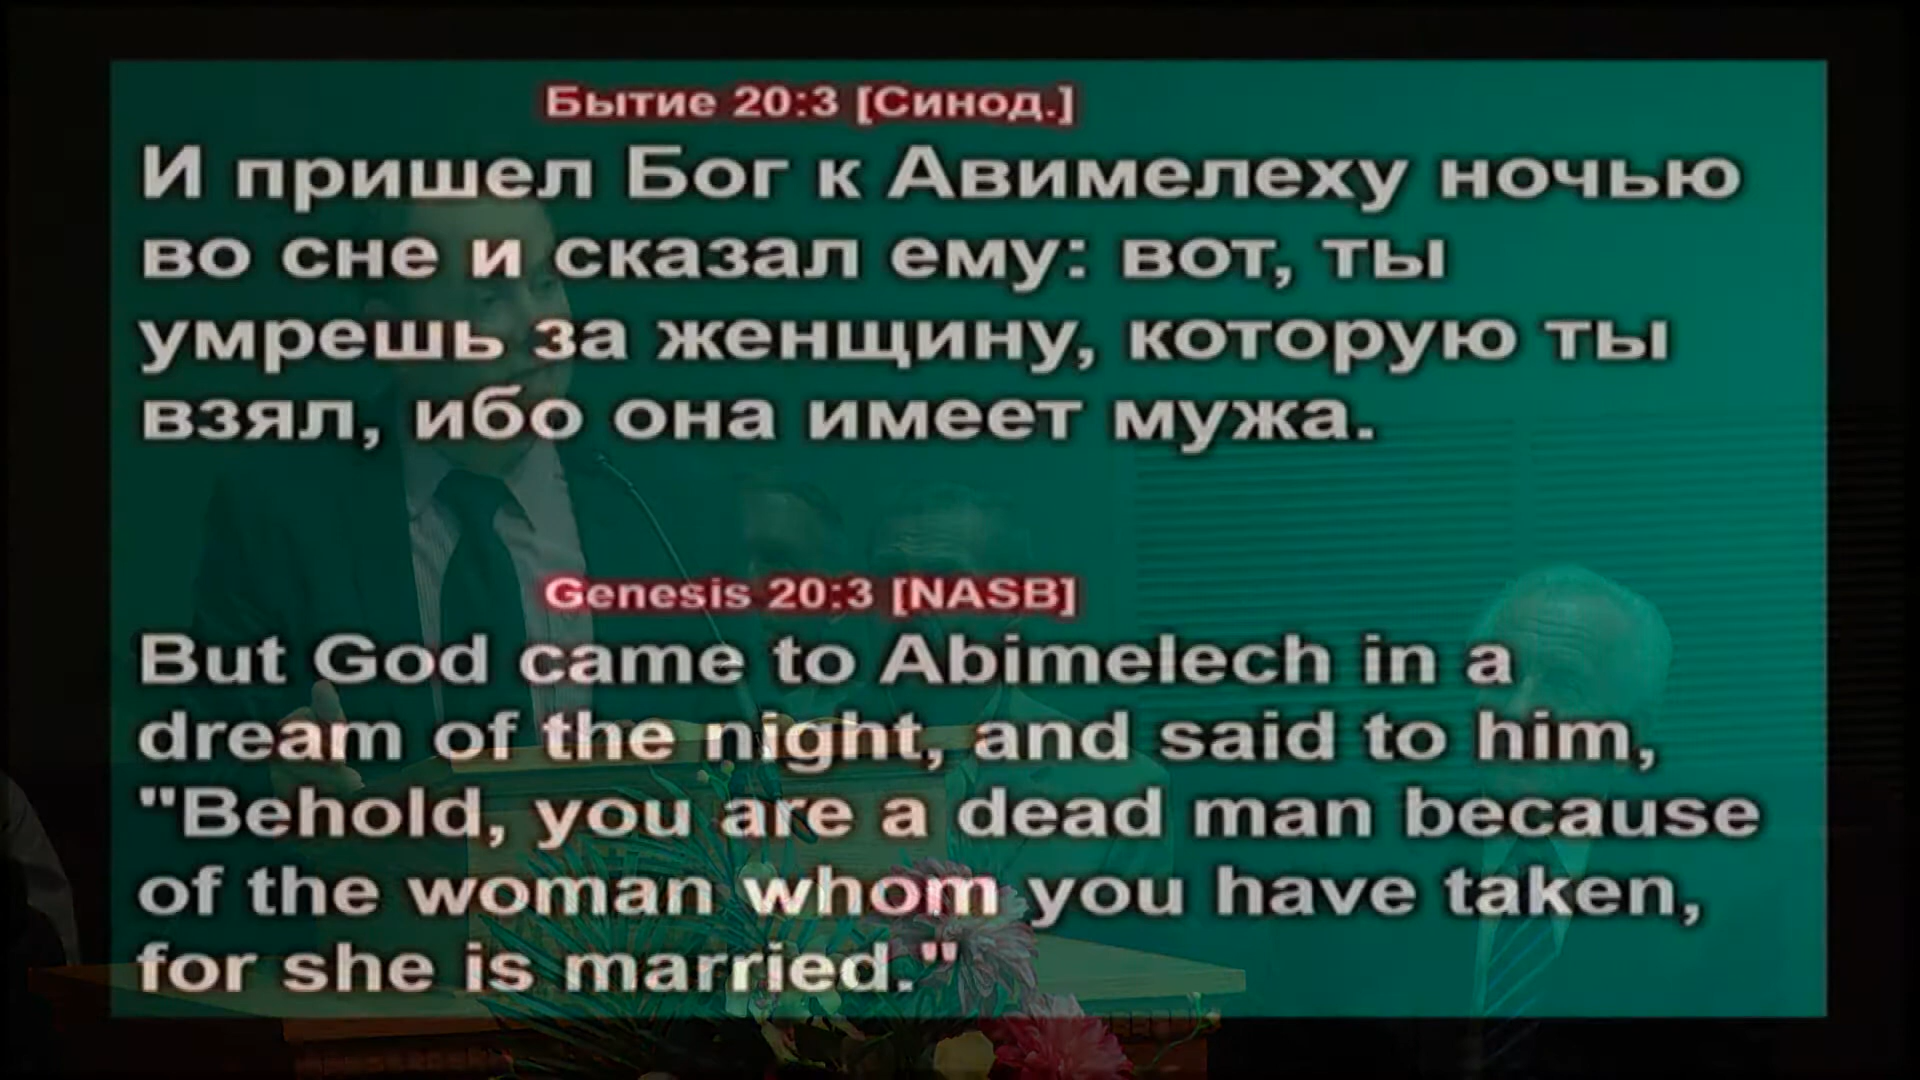 Бытие 20:3 [Синод.]
И пришел Бог к Авимелеху ночью
во сне и сказал ему: вот, ты
умрешь за женщину, которую ты
взял, ибо она имеет мужа.
Genesis 20:3 [NASB]
But God came to Abimelech in a
dream of the night, and said to him,
"Behold, you are a dead man because
of the woman whom you have taken,
for she is married."